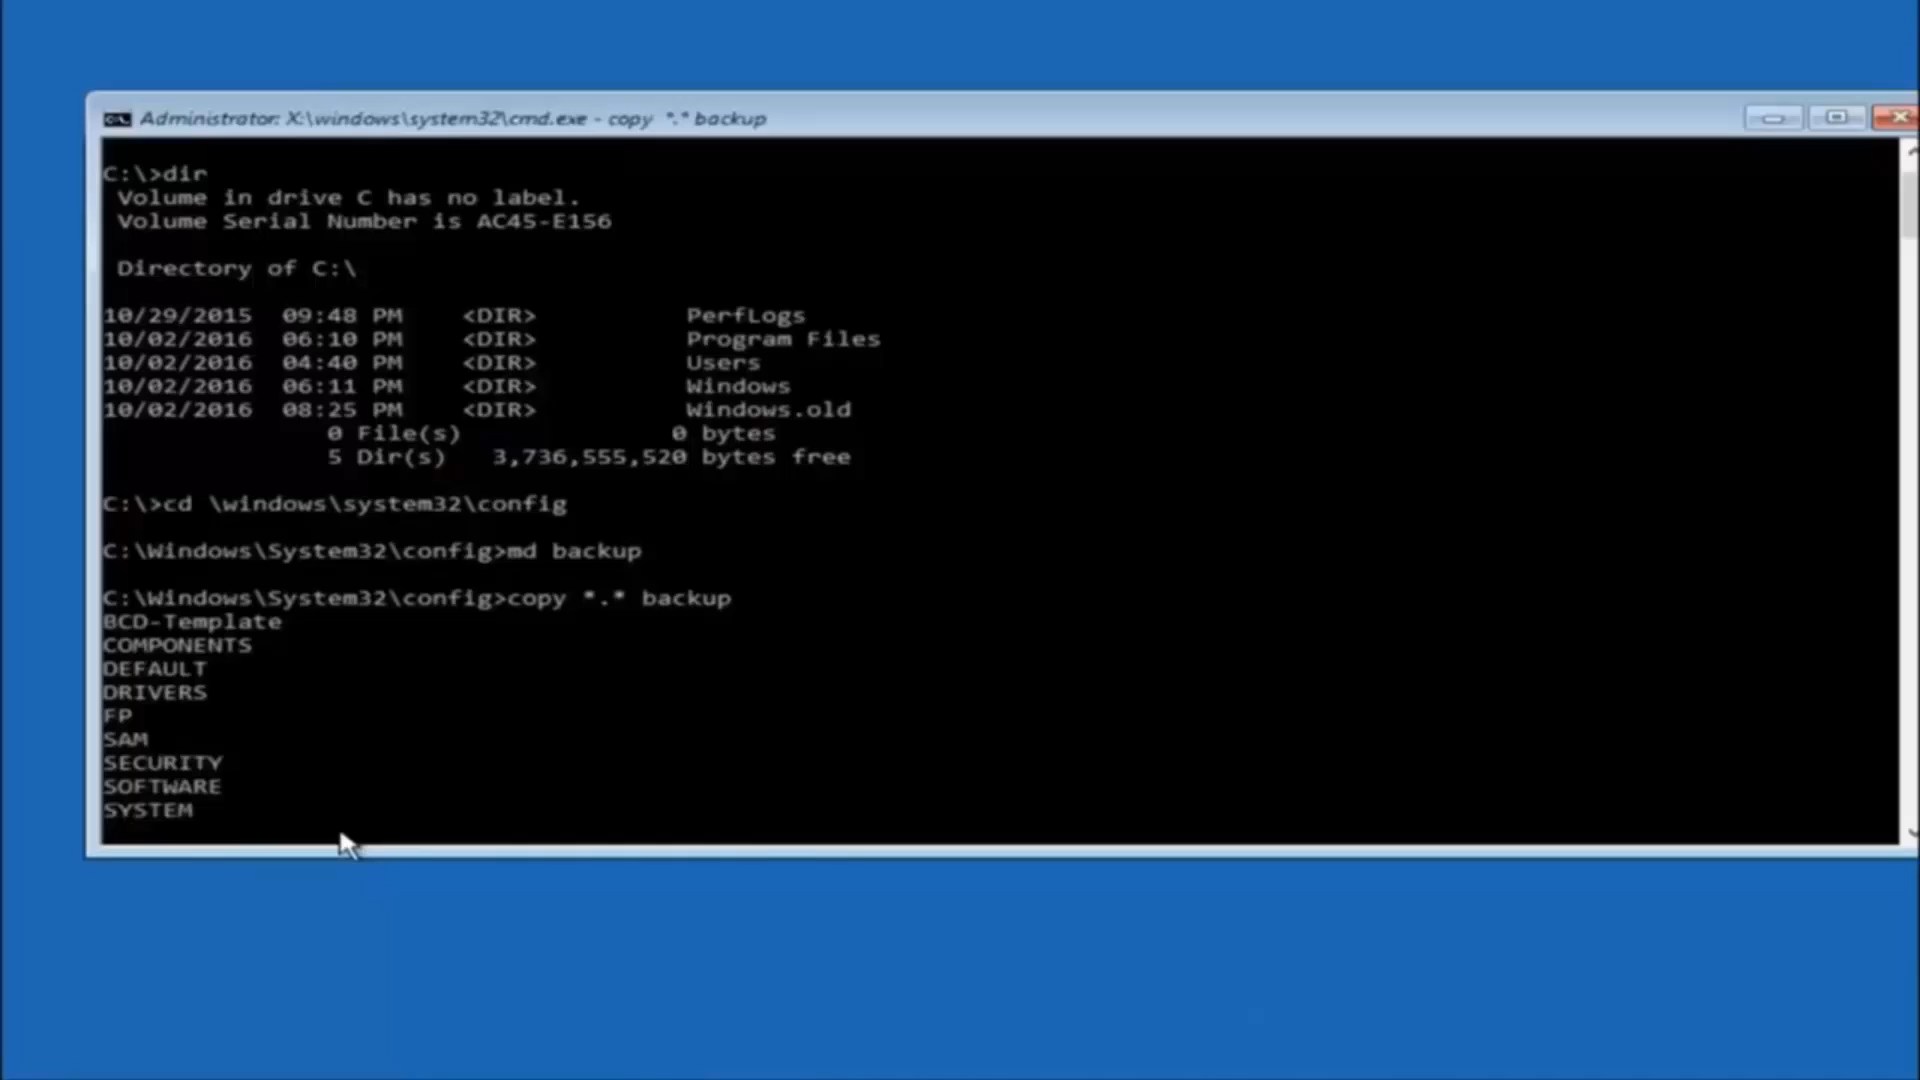 Administrator: X:\windows\system32\cmd.exe - copy *.* backup
C:\>dir
Volume in drive C has no label.
Volume Serial Number is AC45-E156
Directory of C:\
10/29/2015 09:48 PM <DIR> PerfLogs
10/02/2016 06:10 PM <DIR> Program Files
10/02/2016 04:40 PM <DIR> Users
10/02/2016 06:11 PM <DIR> Windows
10/02/2016 08:25 PM <DIR> Windows.old
0 File(s) 0 bytes
5 Dir(s) 3,736,555,520 bytes free
C:\>cd \windows\system32\config
C:\Windows\System32\config>md backup
C:\Windows\System32\config>copy *.* backup
BCD-Template
COMPONENTS
DEFAULT
DRIVERS
FP
SAM
SECURITY
SOFTWARE
SYSTEM